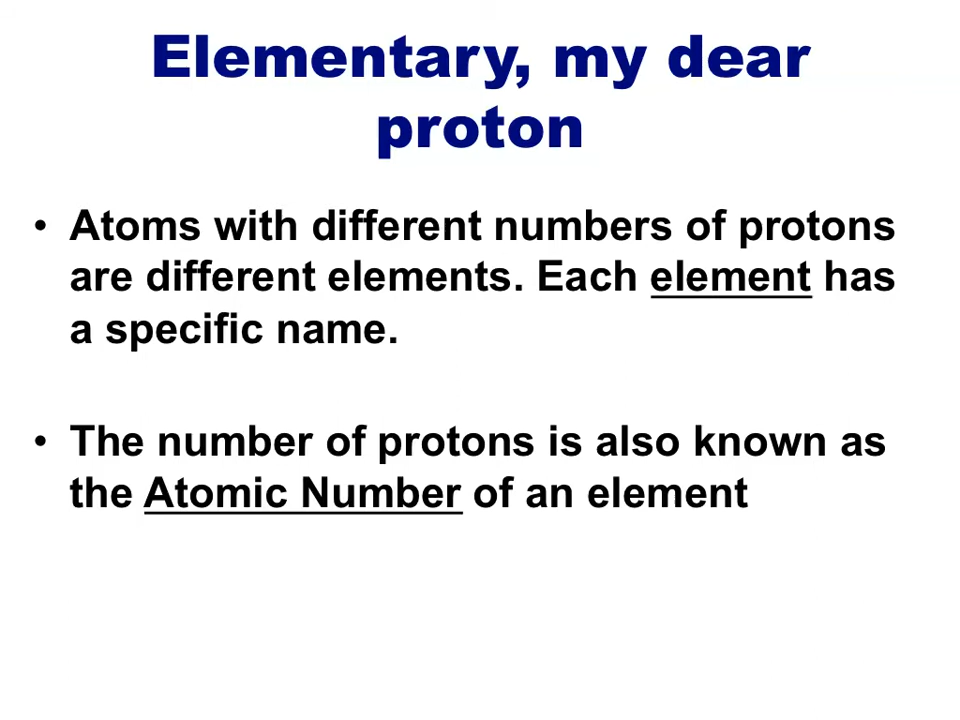 Elementary, my dear
proton
• Atoms with different numbers of protons
are different elements. Each element has
a specific name.
• The number of protons is also known as
the Atomic Number of an element